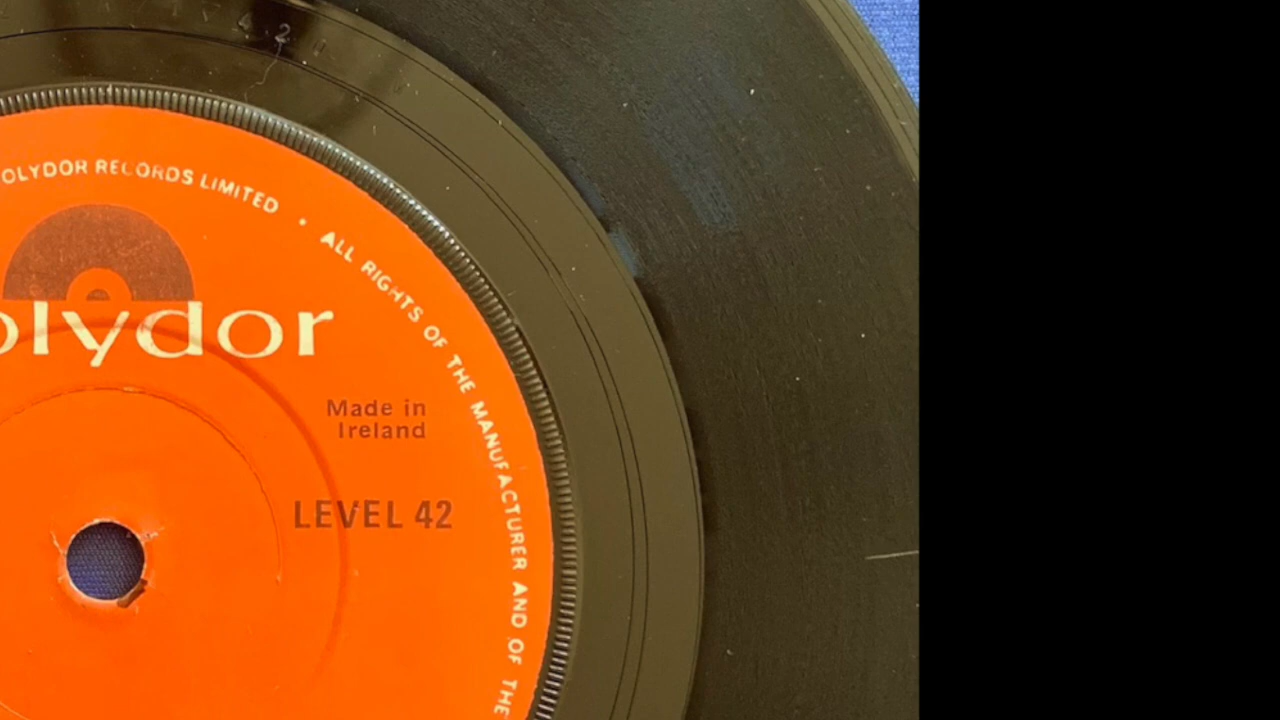 OLYDOR RECORDS LIMITED • ALL RIGHTS OF THE MANUFACTURER AND OF THE
olydor
Made in
Ireland
LEVEL 42